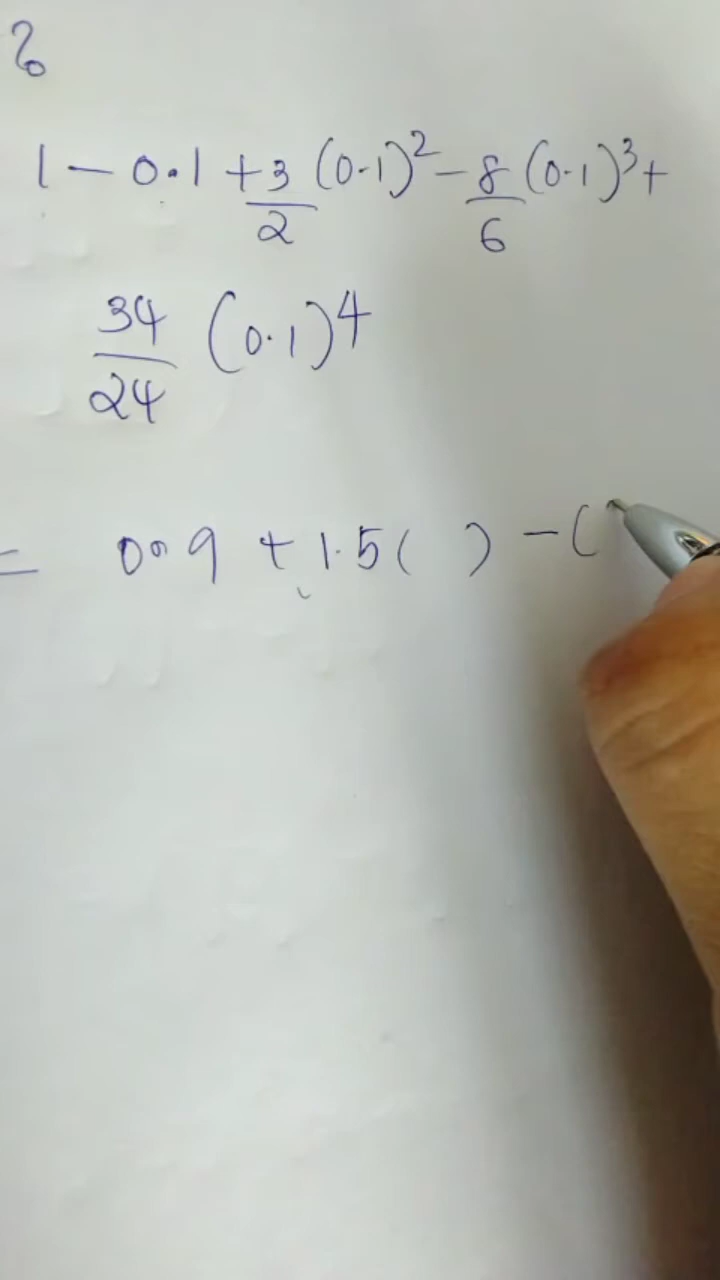 1 - 0.1 + 3/2 (0.1)^2 - 8/6 (0.1)^3 +
34/24 (0.1)^4
= 0.9 + 1.5 ( ) - (